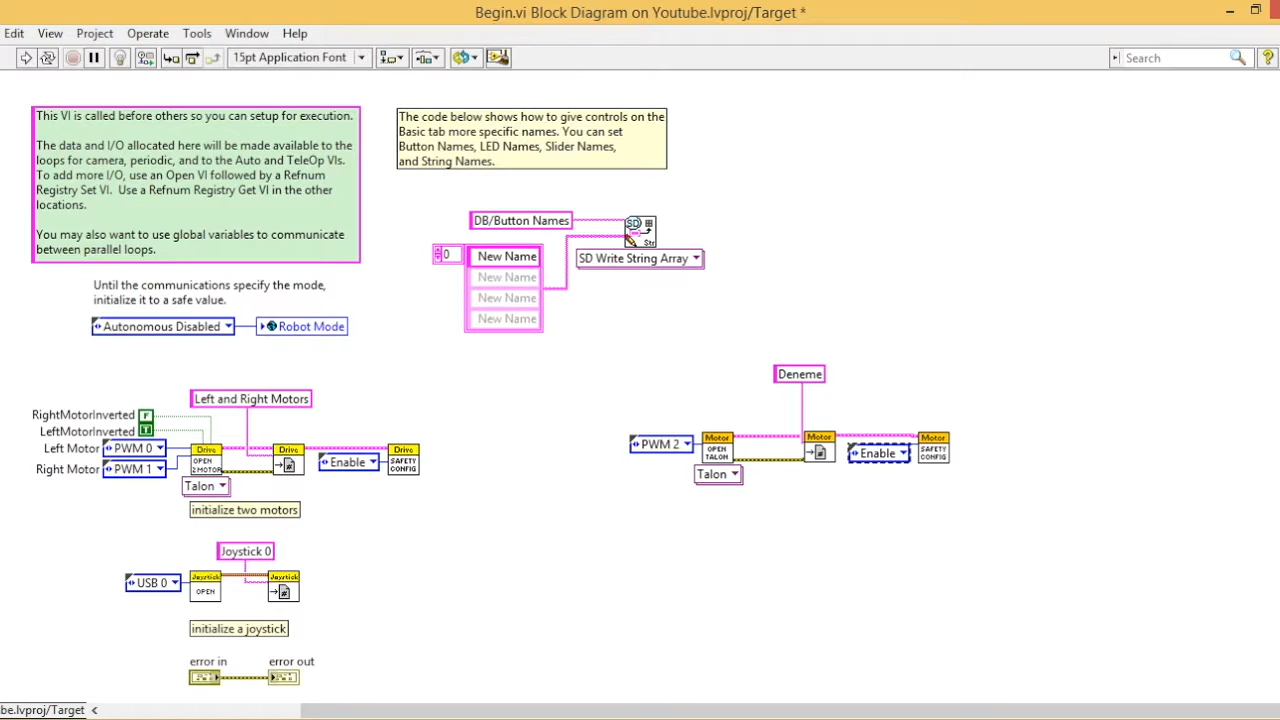 Begin.vi Block Diagram on Youtube.lvproj/Target *
Edit View Project Operate Tools Window Help
15pt Application Font
Search
This VI is called before others so you can setup for execution.
The data and I/O allocated here will be made available to the
loops for camera, periodic, and to the Auto and TeleOp VIs.
To add more I/O, use an Open VI followed by a Refnum
Registry Set VI.  Use a Refnum Registry Get VI in the other
locations.
You may also want to use global variables to communicate
between parallel loops.
The code below shows how to give controls on the
Basic tab more specific names. You can set
Button Names, LED Names, Slider Names,
and String Names.
DB/Button Names
SD
Str
SD Write String Array
0
New Name
New Name
New Name
New Name
Until the communications specify the mode,
initialize it to a safe value.
Autonomous Disabled
Robot Mode
Left and Right Motors
RightMotorInverted F
LeftMotorInverted T
Left Motor PWM 0
Right Motor PWM 1
Drive
OPEN
2MOTOR
Drive
Enable
Drive
SAFETY
CONFIG
Talon
initialize two motors
Deneme
PWM 2
Motor
OPEN
TALON
Motor
Enable
Motor
SAFETY
CONFIG
Talon
Joystick 0
USB 0
Joystick
OPEN
Joystick
initialize a joystick
error in
error out
be.lvproj/Target